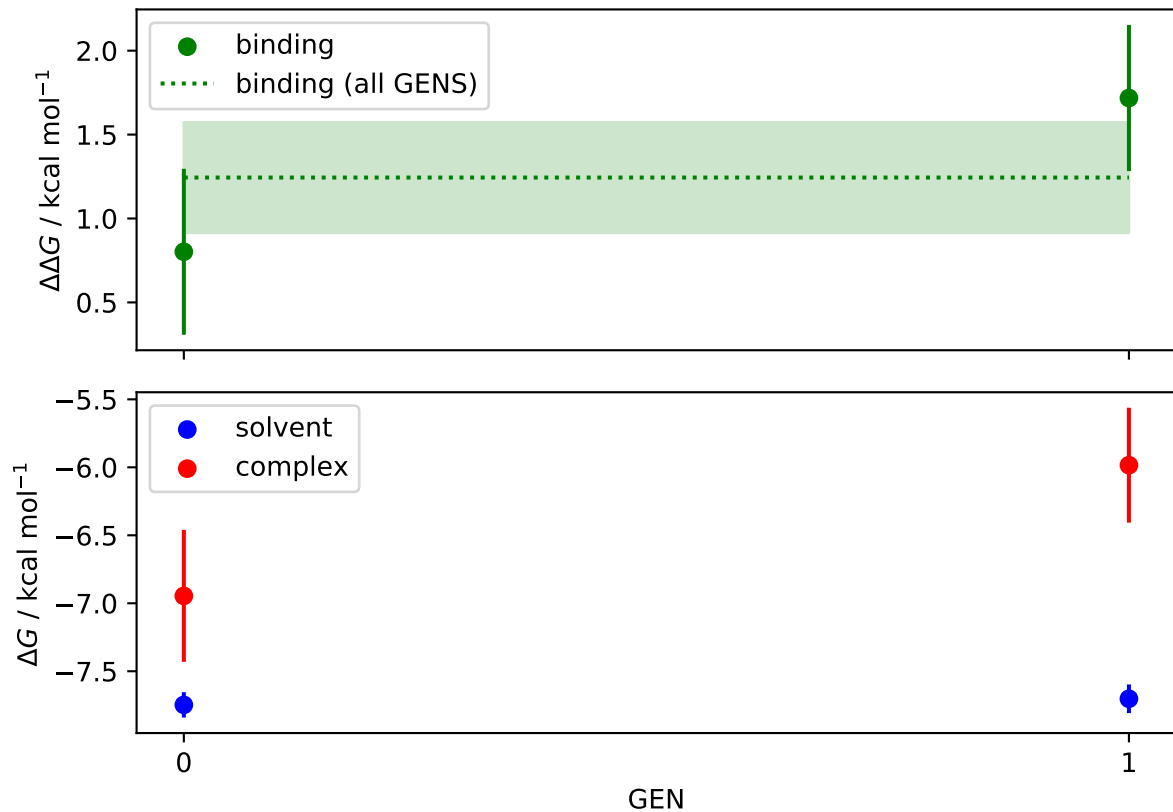 binding
binding (all GENS)
2.0
1.5
1.0
0.5
ΔΔG / kcal mol⁻¹
solvent
complex
−5.5
−6.0
−6.5
−7.0
−7.5
ΔG / kcal mol⁻¹
0 1
GEN